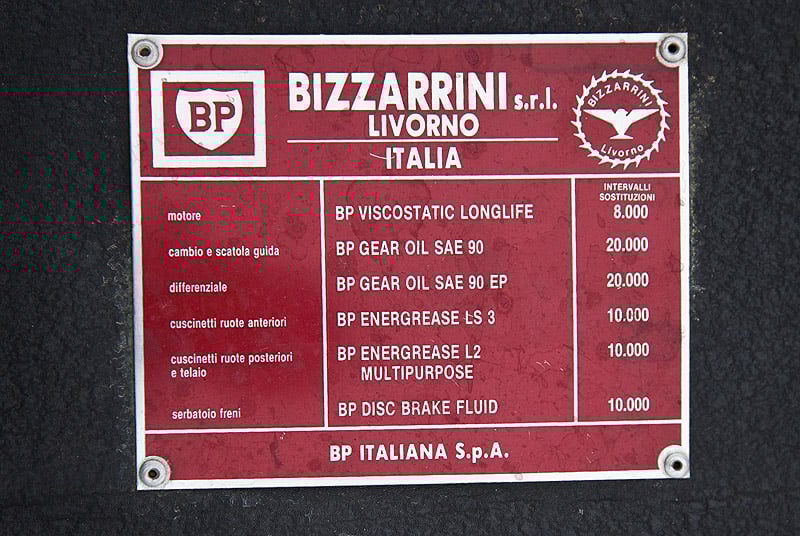 BP
BIZZARRINI s.r.l.
LIVORNO
ITALIA
BIZZARRINI
Livorno
INTERVALLI
SOSTITUZIONI
motore BP VISCOSTATIC LONGLIFE 8.000
cambio e scatola guida BP GEAR OIL SAE 90 20.000
differenziale BP GEAR OIL SAE 90 EP 20.000
cuscinetti ruote anteriori BP ENERGREASE LS 3 10.000
cuscinetti ruote posteriori BP ENERGREASE L2 10.000
e telaio MULTIPURPOSE
serbatoio freni BP DISC BRAKE FLUID 10.000
BP ITALIANA S.p.A.